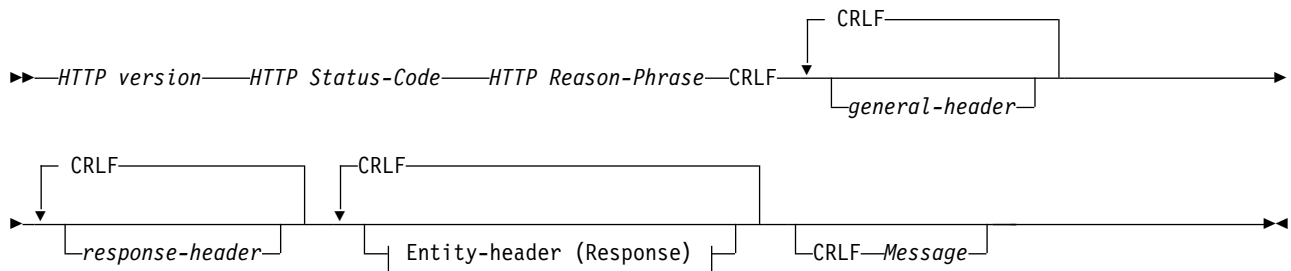 CRLF
HTTP version HTTP Status-Code HTTP Reason-Phrase CRLF
general-header
CRLF CRLF
response-header Entity-header (Response) CRLF Message